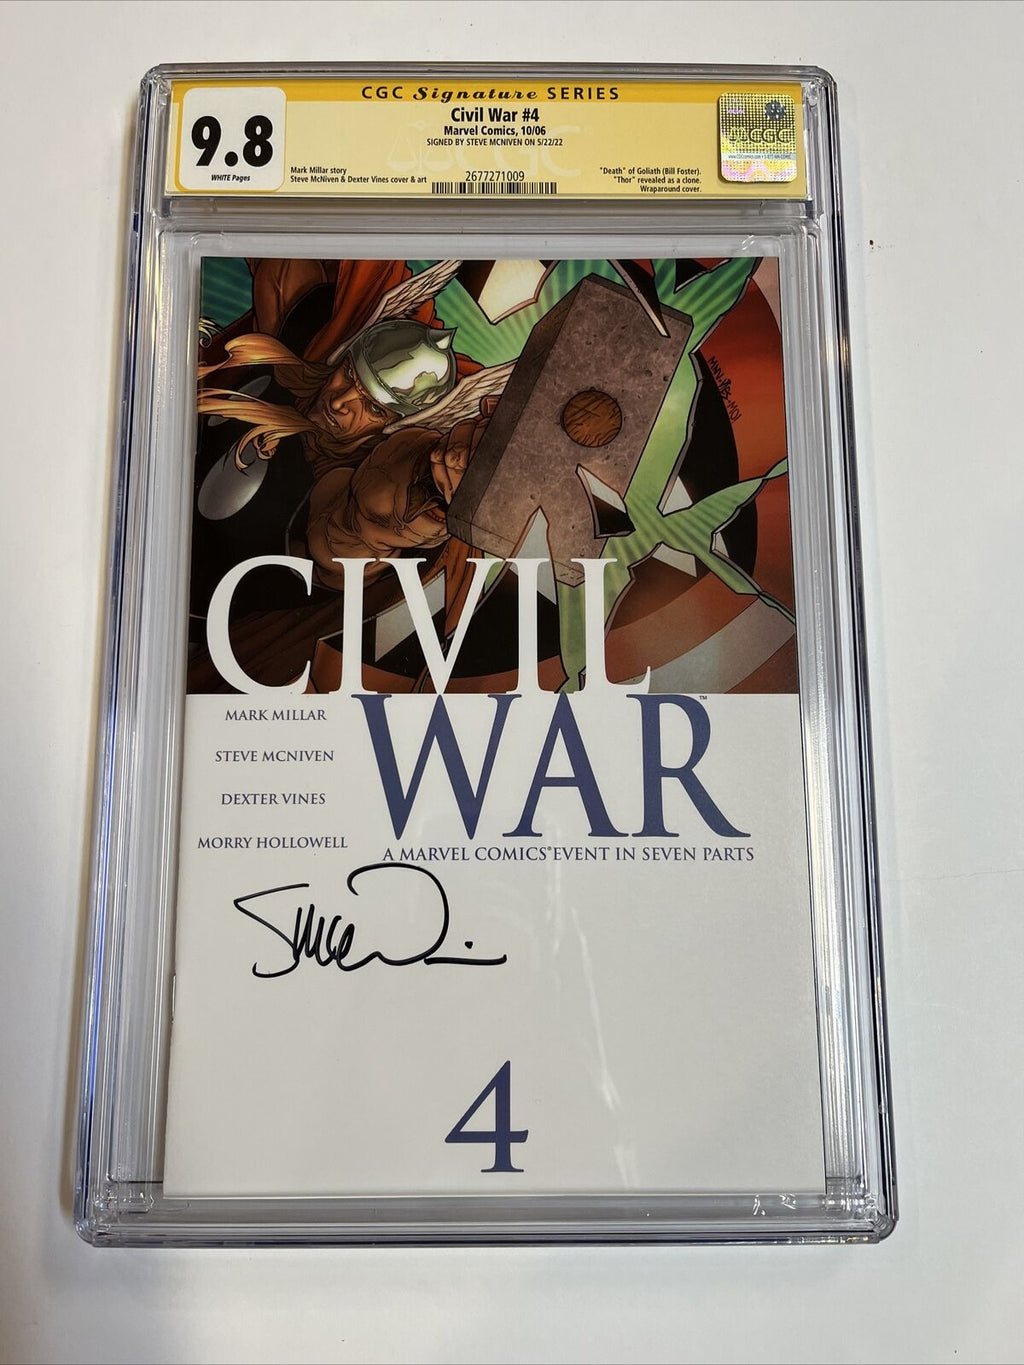 CGC Signature SERIES
9.8
WHITE Pages
Civil War #4
Marvel Comics, 10/06
SIGNED BY STEVE MCNIVEN ON 5/22/22
Mark Millar story
Steve McNiven & Dexter Vines cover & art
2677271009
"Death" of Goliath (Bill Foster).
"Thor" revealed as a clone.
Wraparound cover.
CGC
CIVIL
WAR™
MARK MILLAR
STEVE MCNIVEN
DEXTER VINES
MORRY HOLLOWELL
A MARVEL COMICS® EVENT IN SEVEN PARTS
4